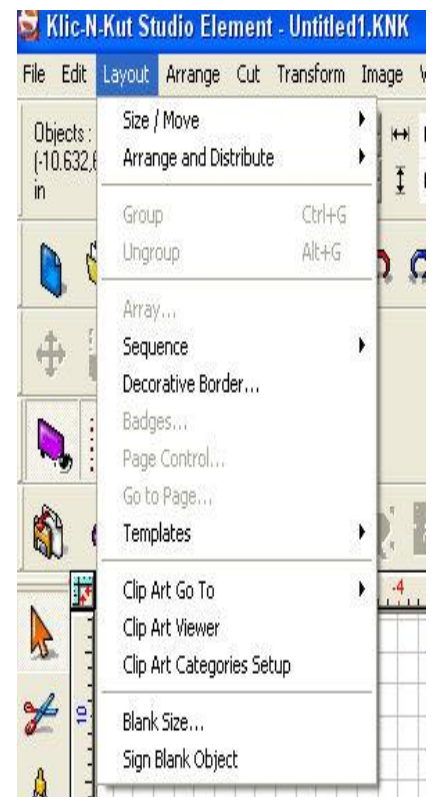 Klic-N-Kut Studio Element - Untitled1.KNK
File Edit Layout Arrange Cut Transform Image
Objects :
(-10.632,6
in
Size / Move
Arrange and Distribute
Group Ctrl+G
Ungroup Alt+G
Array...
Sequence
Decorative Border...
Badges...
Page Control...
Go to Page...
Templates
Clip Art Go To
Clip Art Viewer
Clip Art Categories Setup
Blank Size...
Sign Blank Object
-4
10